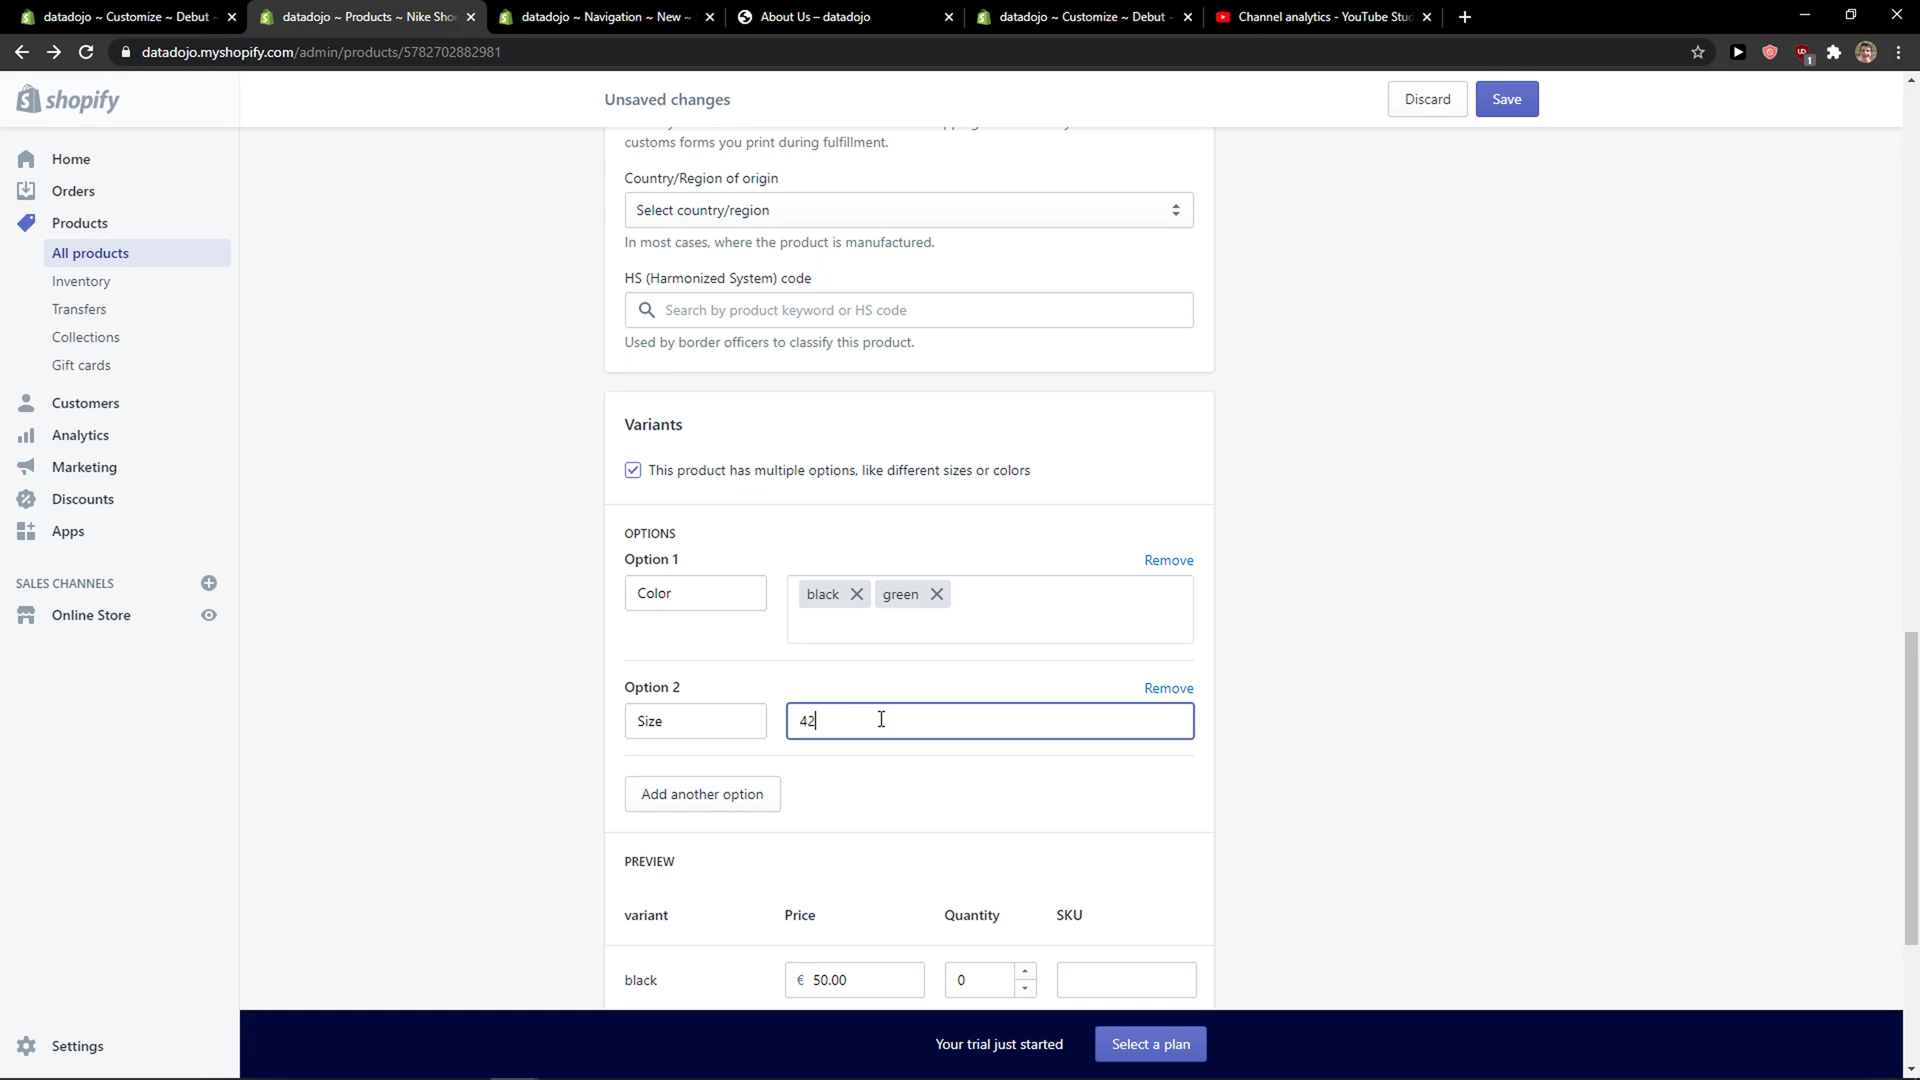 datadojo ~ Customize ~ Debut
datadojo ~ Products ~ Nike Sho
datadojo ~ Navigation ~ New ~
About Us – datadojo
datadojo ~ Customize ~ Debut ~
Channel analytics - YouTube Stu
datadojo.myshopify.com/admin/products/5782702882981
1
shopify
Unsaved changes
Discard
Save
Home
Orders
Products
All products
Inventory
Transfers
Collections
Gift cards
Customers
Analytics
Marketing
Discounts
Apps
SALES CHANNELS
Online Store
Settings
customs forms you print during fulfillment.
Country/Region of origin
Select country/region
In most cases, where the product is manufactured.
HS (Harmonized System) code
Search by product keyword or HS code
Used by border officers to classify this product.
Variants
This product has multiple options, like different sizes or colors
OPTIONS
Option 1
Remove
Color
black
green
Option 2
Remove
Size
42
Add another option
PREVIEW
variant Price Quantity SKU
black € 50.00 0
Your trial just started
Select a plan